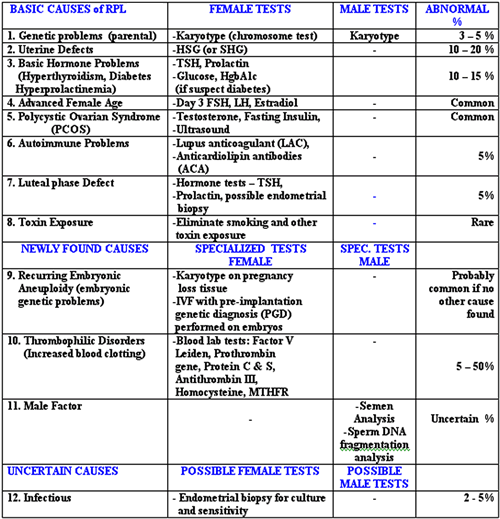 BASIC CAUSES of RPL FEMALE TESTS MALE TESTS ABNORMAL %
1. Genetic problems (parental) -Karyotype (chromosome test) Karyotype 3 – 5 %
2. Uterine Defects -HSG (or SHG) - 10 – 20 %
3. Basic Hormone Problems
(Hyperthyroidism, Diabetes
Hyperprolactinemia)
-TSH, Prolactin
-Glucose, HgbAlc
(if suspect diabetes)
-
10 – 15 %
4. Advanced Female Age -Day 3 FSH, LH, Estradiol - Common
5. Polycystic Ovarian Syndrome
(PCOS)
-Testosterone, Fasting Insulin,
-Ultrasound
-
Common
6. Autoimmune Problems
-Lupus anticoagulant (LAC),
-Anticardiolipin antibodies
(ACA)
-
5%
7. Luteal phase Defect
-Hormone tests – TSH,
-Prolactin, possible endometrial
biopsy
-
5%
8. Toxin Exposure
-Eliminate smoking and other
toxin exposure
-
Rare
NEWLY FOUND CAUSES
SPECIALIZED TESTS
FEMALE
SPEC. TESTS
MALE
9. Recurring Embryonic
Aneuploidy (embryonic
genetic problems)
-Karyotype on pregnancy
loss tissue
-IVF with pre-implantation
genetic diagnosis (PGD)
performed on embryos
-
Probably
common if no
other cause
found
10. Thrombophilic Disorders
(Increased blood clotting)
-Blood lab tests: Factor V
Leiden, Prothrombin
gene, Protein C & S,
Antithrombin III,
Homocysteine, MTHFR
-
5 – 50%
11. Male Factor
-
-Semen
Analysis
-Sperm DNA
fragmentation
analysis
Uncertain %
UNCERTAIN CAUSES
POSSIBLE FEMALE TESTS
POSSIBLE
MALE TESTS
12. Infectious
- Endometrial biopsy for culture
and sensitivity
-
2 - 5%